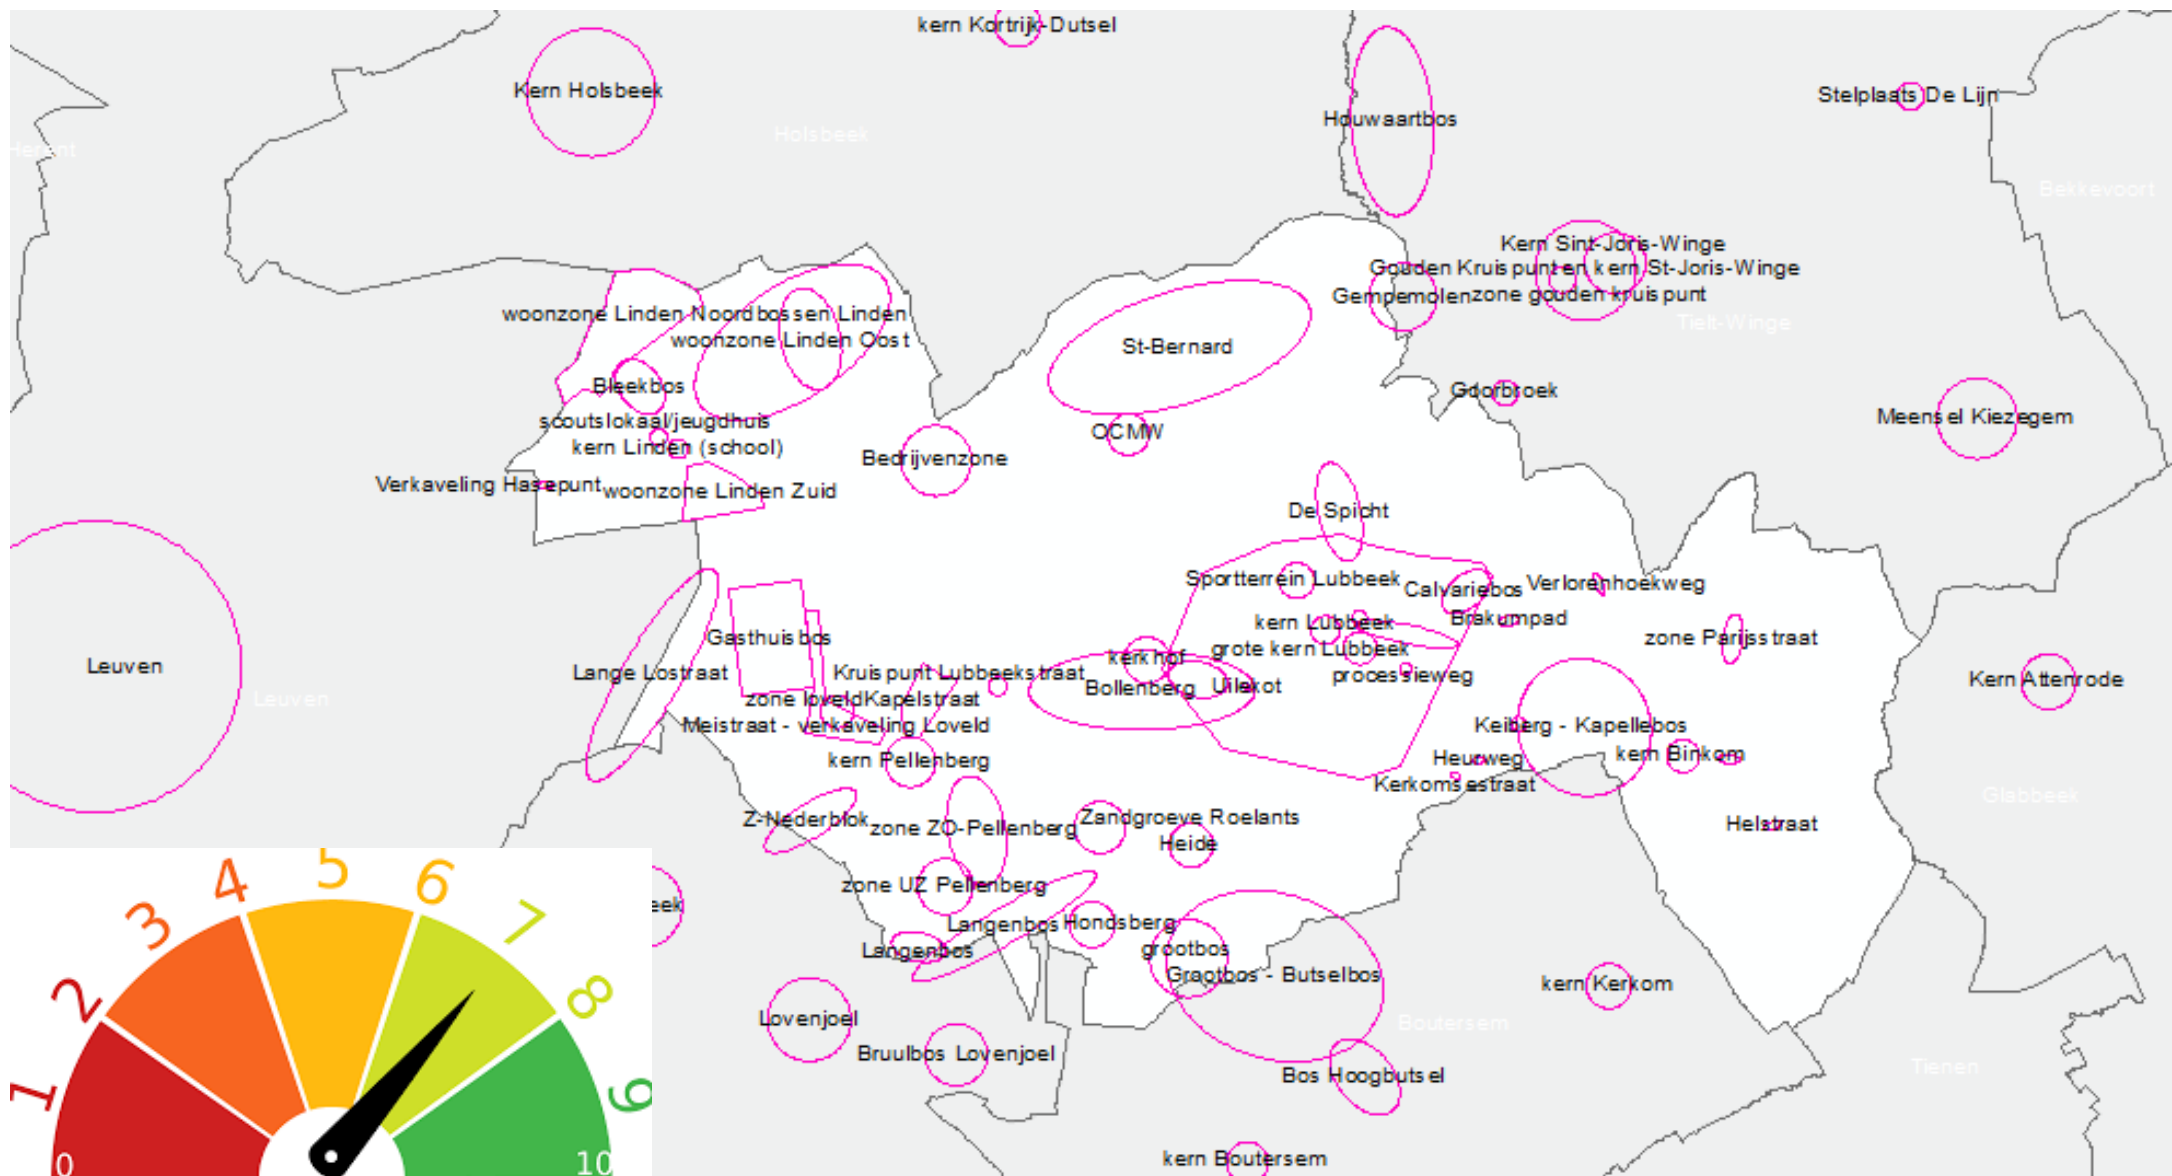 kern Kortrijk-Dutsel
Kern Holsbeek
Stelplaats De Lijn
Houwaartbos
Holsbeek
Herent
Bekkevoort
Kern Sint-Joris-Winge
Gouden Kruispunt en kern St-Joris-Winge
Gempemolen
zone gouden kruispunt
woonzone Linden Noord
bossen Linden
Tielt-Winge
woonzone Linden Oost
St-Bernard
Bleekbos
Goorbroek
Meensel Kiezegem
scoutslokaal/jeugdhuis
OCMW
kern Linden (school)
Bedrijvenzone
Verkaveling Hasepunt
woonzone Linden Zuid
De Spicht
Sportterrein Lubbeek
Calvariebos
Verlorenhoekweg
kern Lubbeek
Brakumpad
Gasthuisbos
zone Parijsstraat
grote kern Lubbeek
kerkhof
Leuven
Lange Lostraat
Kruispunt Lubbeekstraat
processieweg
Kern Attenrode
Bollenberg
Uilekot
Leuven
zone loveld
Kapelstraat
Meistraat - verkaveling Loveld
Keiberg - Kapellebos
kern Binkom
kern Pellenberg
Heurweg
Kerkomsestraat
Glabbeek
Z-Nederblok
zone ZO-Pellenberg
Zandgroeve Roelants
Helstraat
Heide
zone UZ Pellenberg
eek
Langenbos
Hondsberg
Langenbos
grootbos
Grootbos - Butselbos
kern Kerkom
Lovenjoel
Boutersem
Bruulbos Lovenjoel
Bos Hoogbutsel
Tienen
kern Boutersem
0
1
2
3
4
5
6
7
8
9
10